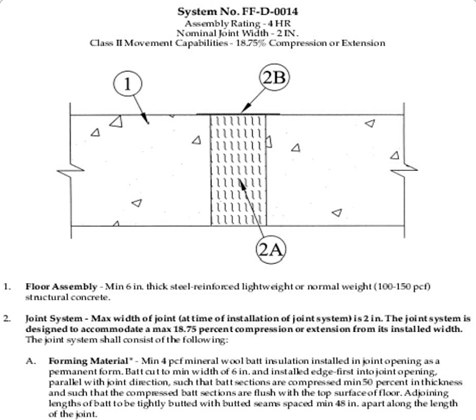 System No. FF-D-0014
Assembly Rating - 4 HR
Nominal Joint Width - 2 IN.
Class II Movement Capabilities - 18.75% Compression or Extension
1
2B
2A
1. Floor Assembly - Min 6 in. thick steel-reinforced lightweight or normal weight (100-150 pcf)
structural concrete.
2. Joint System - Max width of joint (at time of installation of joint system) is 2 in. The joint system is
designed to accommodate a max 18.75 percent compression or extension from its installed width.
The joint system shall consist of the following:
A. Forming Material* - Min 4 pcf mineral wool batt insulation installed in joint opening as a
permanent form. Batt cut to min width of 6 in. and installed edge-first into joint opening,
parallel with joint direction, such that batt sections are compressed min 50 percent in thickness
and such that the compressed batt sections are flush with the top surface of floor. Adjoining
lengths of batt to be tightly butted with butted seams spaced min 48 in. apart along the length
of the joint.